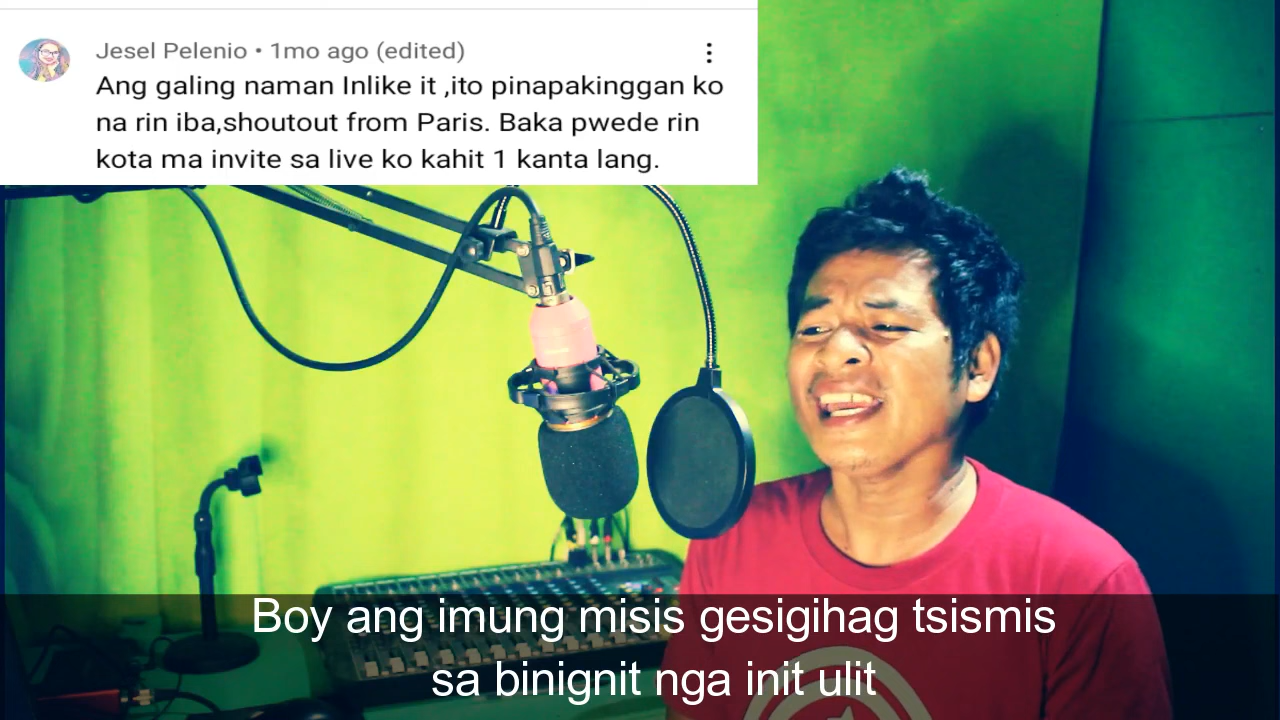 Jesel Pelenio • 1mo ago (edited)
Ang galing naman Inlike it ,ito pinapakinggan ko
na rin iba,shoutout from Paris. Baka pwede rin
kota ma invite sa live ko kahit 1 kanta lang.
Boy ang imung misis gesigihag tsismis
sa binignit nga init ulit